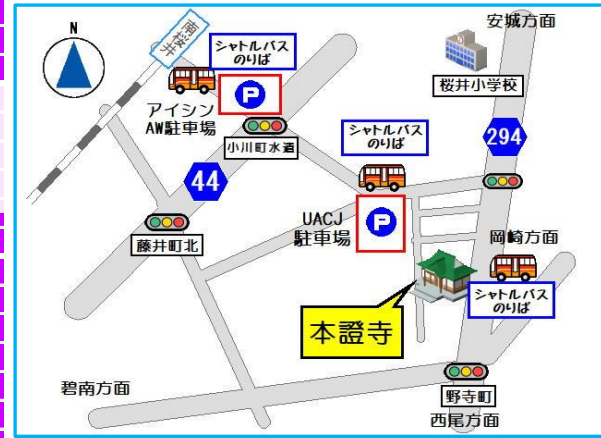 N
南桜井
シャトルバス
のりば
P
アイシン
AW駐車場
小川町水遣
44
藤井町北
シャトルバス
のりば
P
UACJ
駐車場
安城方面
桜井小学校
294
岡崎方面
シャトルバス
のりば
本證寺
碧南方面
野寺町
西尾方面